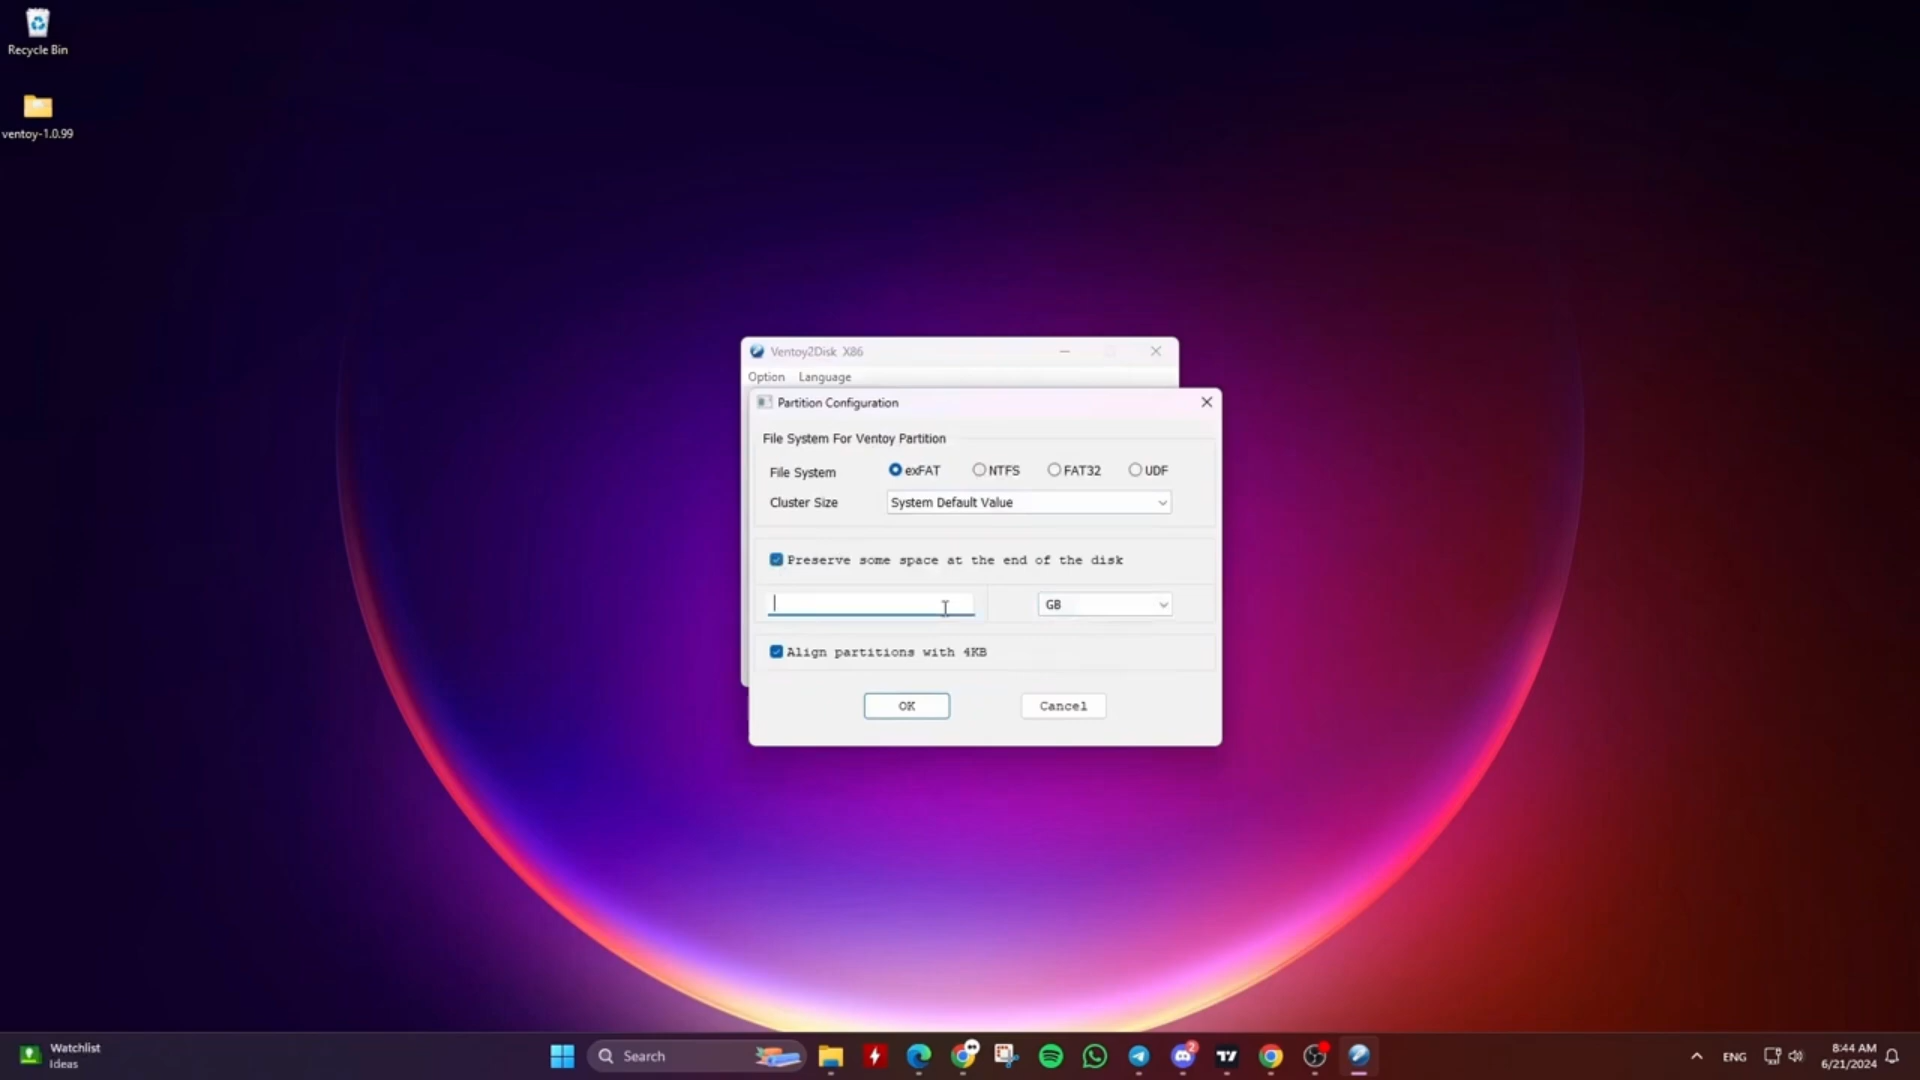 Recycle Bin
ventoy-1.0.99
Ventoy2Disk X86
Option Language
Partition Configuration
File System For Ventoy Partition
File System exFAT NTFS FAT32 UDF
Cluster Size System Default Value
Preserve some space at the end of the disk
GB
Align partitions with 4KB
OK Cancel
Watchlist
Ideas
Search
2
ENG
8:44 AM
6/21/2024